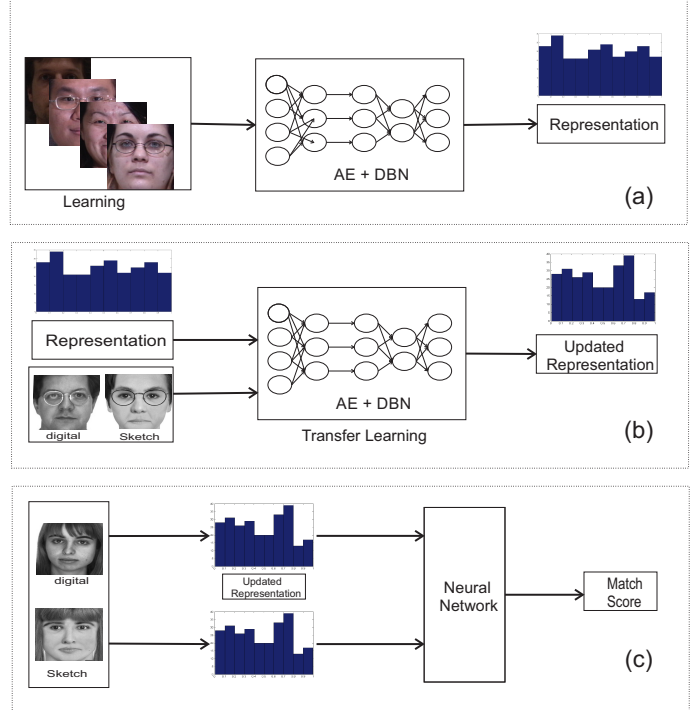 Representation
AE + DBN
Learning
(a)
Representation
Updated
Representation
digital
Sketch
AE + DBN
Transfer Learning
(b)
digital
Updated
Representation
Neural
Network
Match
Score
Sketch
(c)